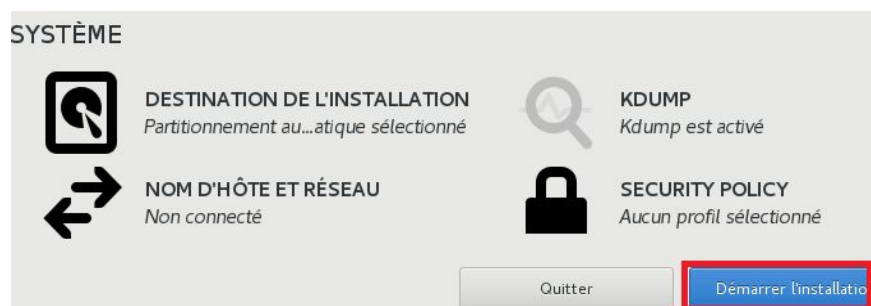 SYSTÈME
DESTINATION DE L'INSTALLATION
Partitionnement au...atique sélectionné
KDUMP
Kdump est activé
NOM D'HÔTE ET RÉSEAU
Non connecté
SECURITY POLICY
Aucun profil sélectionné
Quitter
Démarrer l'installatio